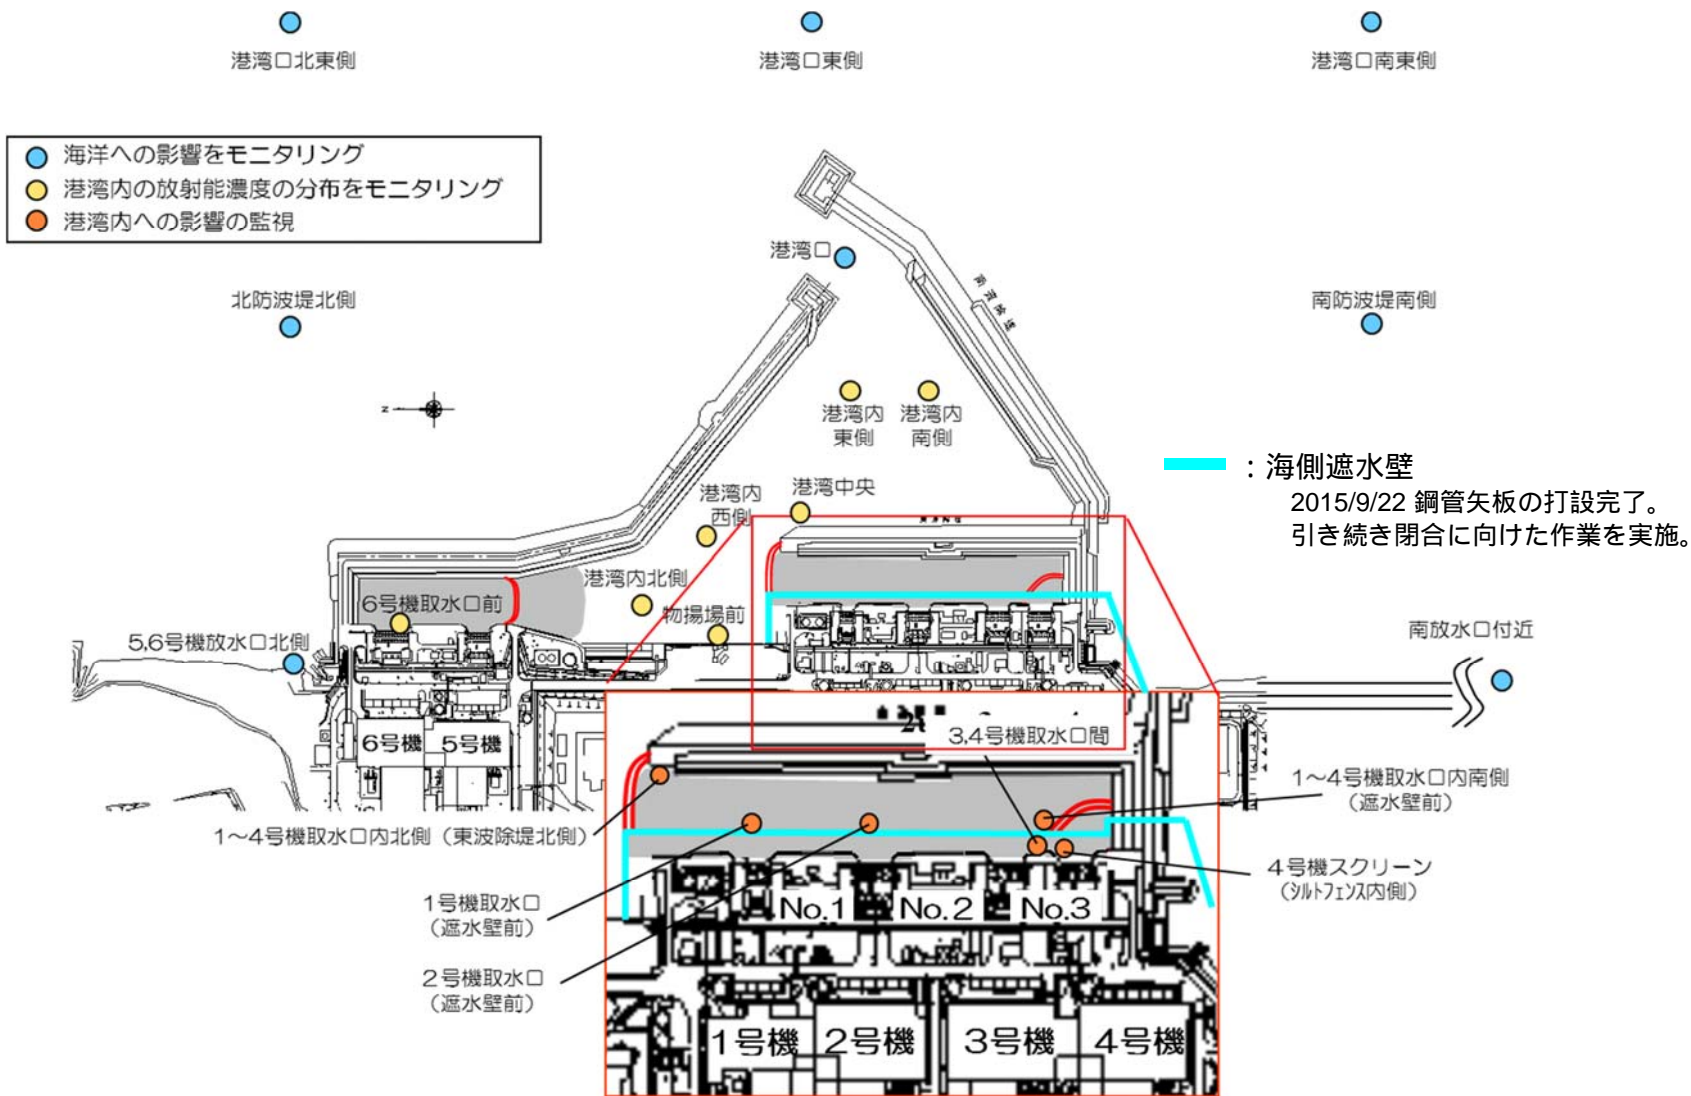 港湾口北東側
港湾口東側
港湾口南東側
海洋への影響をモニタリング
港湾内の放射能濃度の分布をモニタリング
港湾内への影響の監視
港湾口
北防波堤北側
南防波堤南側
N
港湾内
東側
港湾内
南側
:海側遮水壁
2015/9/22 鋼管矢板の打設完了。
引き続き閉合に向けた作業を実施。
港湾内
西側
港湾中央
港湾内北側
6号機取水口前
物揚場前
5,6号機放水口北側
南放水口付近
6号機
5号機
3,4号機取水口間
1~4号機取水口内南側
(遮水壁前)
1~4号機取水口内北側(東波除堤北側)
4号機スクリーン
(シルトフェンス内側)
1号機取水口
(遮水壁前)
No.1
No.2
No.3
2号機取水口
(遮水壁前)
1号機
2号機
3号機
4号機